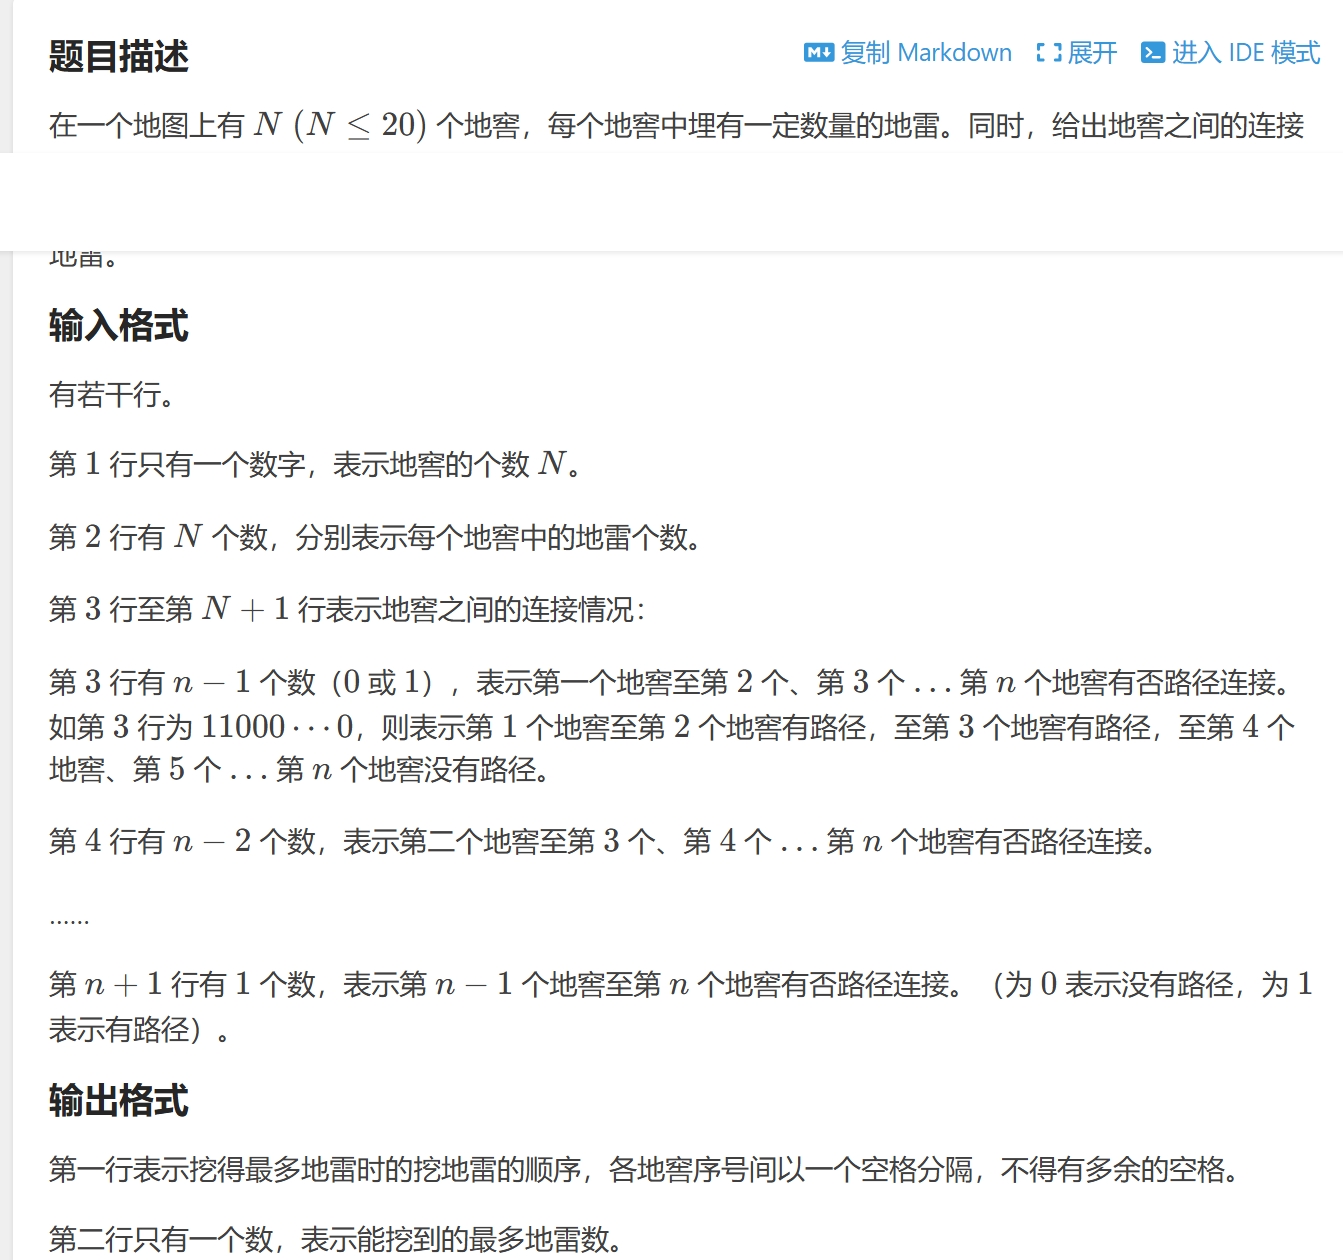 题目描述
复制 Markdown 展开 进入 IDE 模式
在一个地图上有 N (N ≤ 20) 个地窖，每个地窖中埋有一定数量的地雷。同时，给出地窖之间的连接
地雷。
输入格式
有若干行。
第 1 行只有一个数字，表示地窖的个数 N。
第 2 行有 N 个数，分别表示每个地窖中的地雷个数。
第 3 行至第 N + 1 行表示地窖之间的连接情况：
第 3 行有 n − 1 个数（0 或 1），表示第一个地窖至第 2 个、第 3 个 ... 第 n 个地窖有否路径连接。
如第 3 行为 11000⋯0，则表示第 1 个地窖至第 2 个地窖有路径，至第 3 个地窖有路径，至第 4 个
地窖、第 5 个 ... 第 n 个地窖没有路径。
第 4 行有 n − 2 个数，表示第二个地窖至第 3 个、第 4 个 ... 第 n 个地窖有否路径连接。
……
第 n + 1 行有 1 个数，表示第 n − 1 个地窖至第 n 个地窖有否路径连接。（为 0 表示没有路径，为 1
表示有路径）。
输出格式
第一行表示挖得最多地雷时的挖地雷的顺序，各地窖序号间以一个空格分隔，不得有多余的空格。
第二行只有一个数，表示能挖到的最多地雷数。